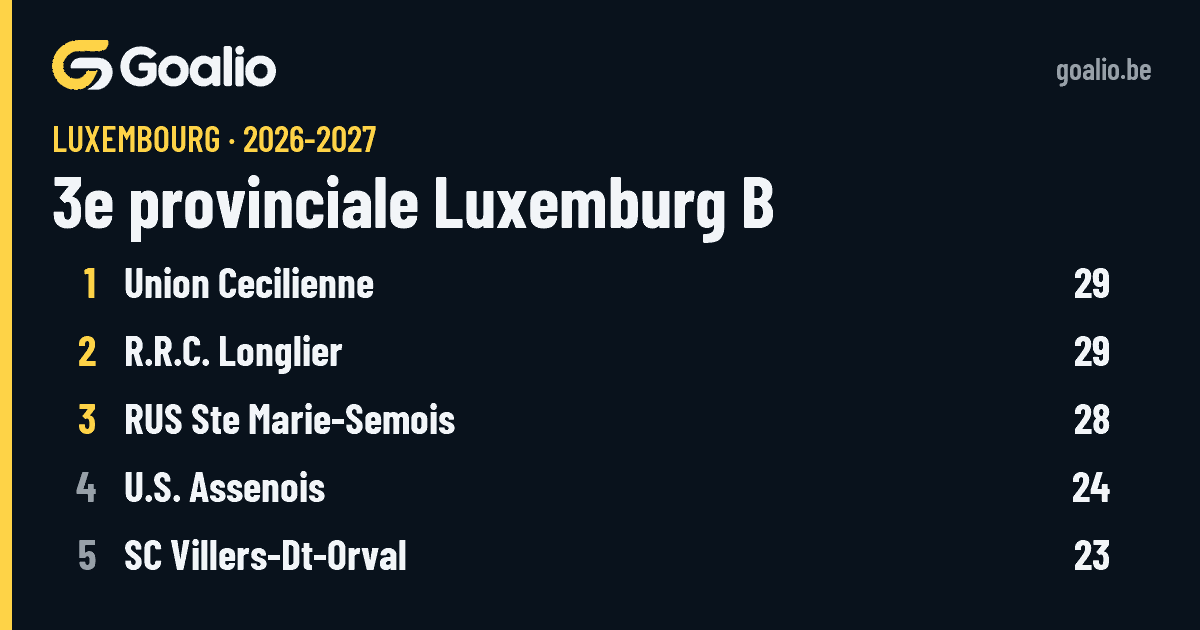 Goalio
goalio.be
LUXEMBOURG · 2026-2027
3e provinciale Luxemburg B
1 Union Cecilienne 29
2 R.R.C. Longlier 29
3 RUS Ste Marie-Semois 28
4 U.S. Assenois 24
5 SC Villers-Dt-Orval 23